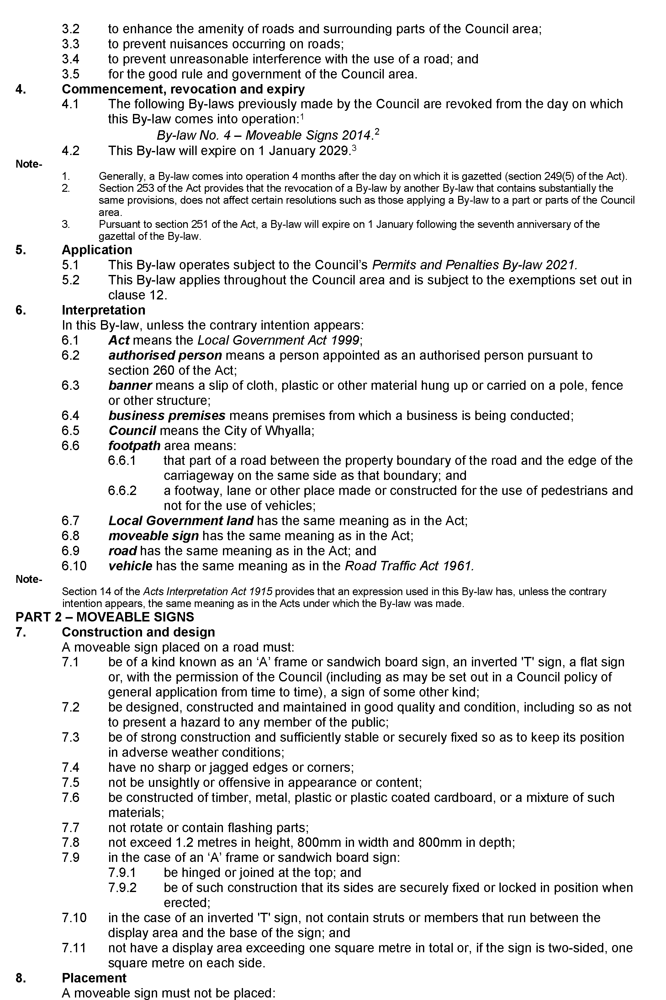 3.2 to enhance the amenity of roads and surrounding parts of the Council area;
3.3 to prevent nuisances occurring on roads;
3.4 to prevent unreasonable interference with the use of a road; and
3.5 for the good rule and government of the Council area.
4. Commencement, revocation and expiry
4.1 The following By-laws previously made by the Council are revoked from the day on which
this By-law comes into operation:¹
By-law No. 4 – Moveable Signs 2014.²
4.2 This By-law will expire on 1 January 2029.³
Note-
1. Generally, a By-law comes into operation 4 months after the day on which it is gazetted (section 249(5) of the Act).
2. Section 253 of the Act provides that the revocation of a By-law by another By-law that contains substantially the
same provisions, does not affect certain resolutions such as those applying a By-law to a part or parts of the Council
area.
3. Pursuant to section 251 of the Act, a By-law will expire on 1 January following the seventh anniversary of the
gazettal of the By-law.
5. Application
5.1 This By-law operates subject to the Council’s Permits and Penalties By-law 2021.
5.2 This By-law applies throughout the Council area and is subject to the exemptions set out in
clause 12.
6. Interpretation
In this By-law, unless the contrary intention appears:
6.1 Act means the Local Government Act 1999;
6.2 authorised person means a person appointed as an authorised person pursuant to
section 260 of the Act;
6.3 banner means a slip of cloth, plastic or other material hung up or carried on a pole, fence
or other structure;
6.4 business premises means premises from which a business is being conducted;
6.5 Council means the City of Whyalla;
6.6 footpath area means:
6.6.1 that part of a road between the property boundary of the road and the edge of the
carriageway on the same side as that boundary; and
6.6.2 a footway, lane or other place made or constructed for the use of pedestrians and
not for the use of vehicles;
6.7 Local Government land has the same meaning as in the Act;
6.8 moveable sign has the same meaning as in the Act;
6.9 road has the same meaning as in the Act; and
6.10 vehicle has the same meaning as in the Road Traffic Act 1961.
Note-
Section 14 of the Acts Interpretation Act 1915 provides that an expression used in this By-law has, unless the contrary
intention appears, the same meaning as in the Acts under which the By-law was made.
PART 2 – MOVEABLE SIGNS
7. Construction and design
A moveable sign placed on a road must:
7.1 be of a kind known as an ‘A’ frame or sandwich board sign, an inverted 'T' sign, a flat sign
or, with the permission of the Council (including as may be set out in a Council policy of
general application from time to time), a sign of some other kind;
7.2 be designed, constructed and maintained in good quality and condition, including so as not
to present a hazard to any member of the public;
7.3 be of strong construction and sufficiently stable or securely fixed so as to keep its position
in adverse weather conditions;
7.4 have no sharp or jagged edges or corners;
7.5 not be unsightly or offensive in appearance or content;
7.6 be constructed of timber, metal, plastic or plastic coated cardboard, or a mixture of such
materials;
7.7 not rotate or contain flashing parts;
7.8 not exceed 1.2 metres in height, 800mm in width and 800mm in depth;
7.9 in the case of an ‘A’ frame or sandwich board sign:
7.9.1 be hinged or joined at the top; and
7.9.2 be of such construction that its sides are securely fixed or locked in position when
erected;
7.10 in the case of an inverted 'T' sign, not contain struts or members that run between the
display area and the base of the sign; and
7.11 not have a display area exceeding one square metre in total or, if the sign is two-sided, one
square metre on each side.
8. Placement
A moveable sign must not be placed: